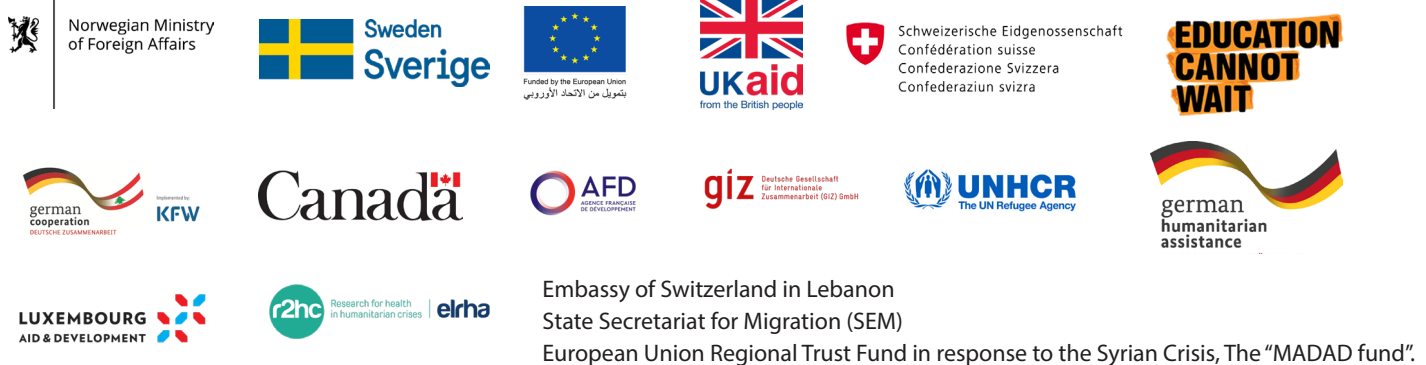 Norwegian Ministry
of Foreign Affairs
Sweden
Sverige
Funded by the European Union
بتمويل من الاتحاد الأوروبي
UKaid
from the British people
Schweizerische Eidgenossenschaft
Confédération suisse
Confederazione Svizzera
Confederaziun svizra
EDUCATION
CANNOT
WAIT
german
cooperation
DEUTSCHE ZUSAMMENARBEIT
Implemented by:
KFW
Canada
AFD
AGENCE FRANÇAISE
DE DÉVELOPPEMENT
giz
Deutsche Gesellschaft
für Internationale
Zusammenarbeit (GIZ) GmbH
UNHCR
The UN Refugee Agency
german
humanitarian
assistance
LUXEMBOURG
AID & DEVELOPMENT
r2hc
Research for health
in humanitarian crises
elrha
Embassy of Switzerland in Lebanon
State Secretariat for Migration (SEM)
European Union Regional Trust Fund in response to the Syrian Crisis, The “MADAD fund”.